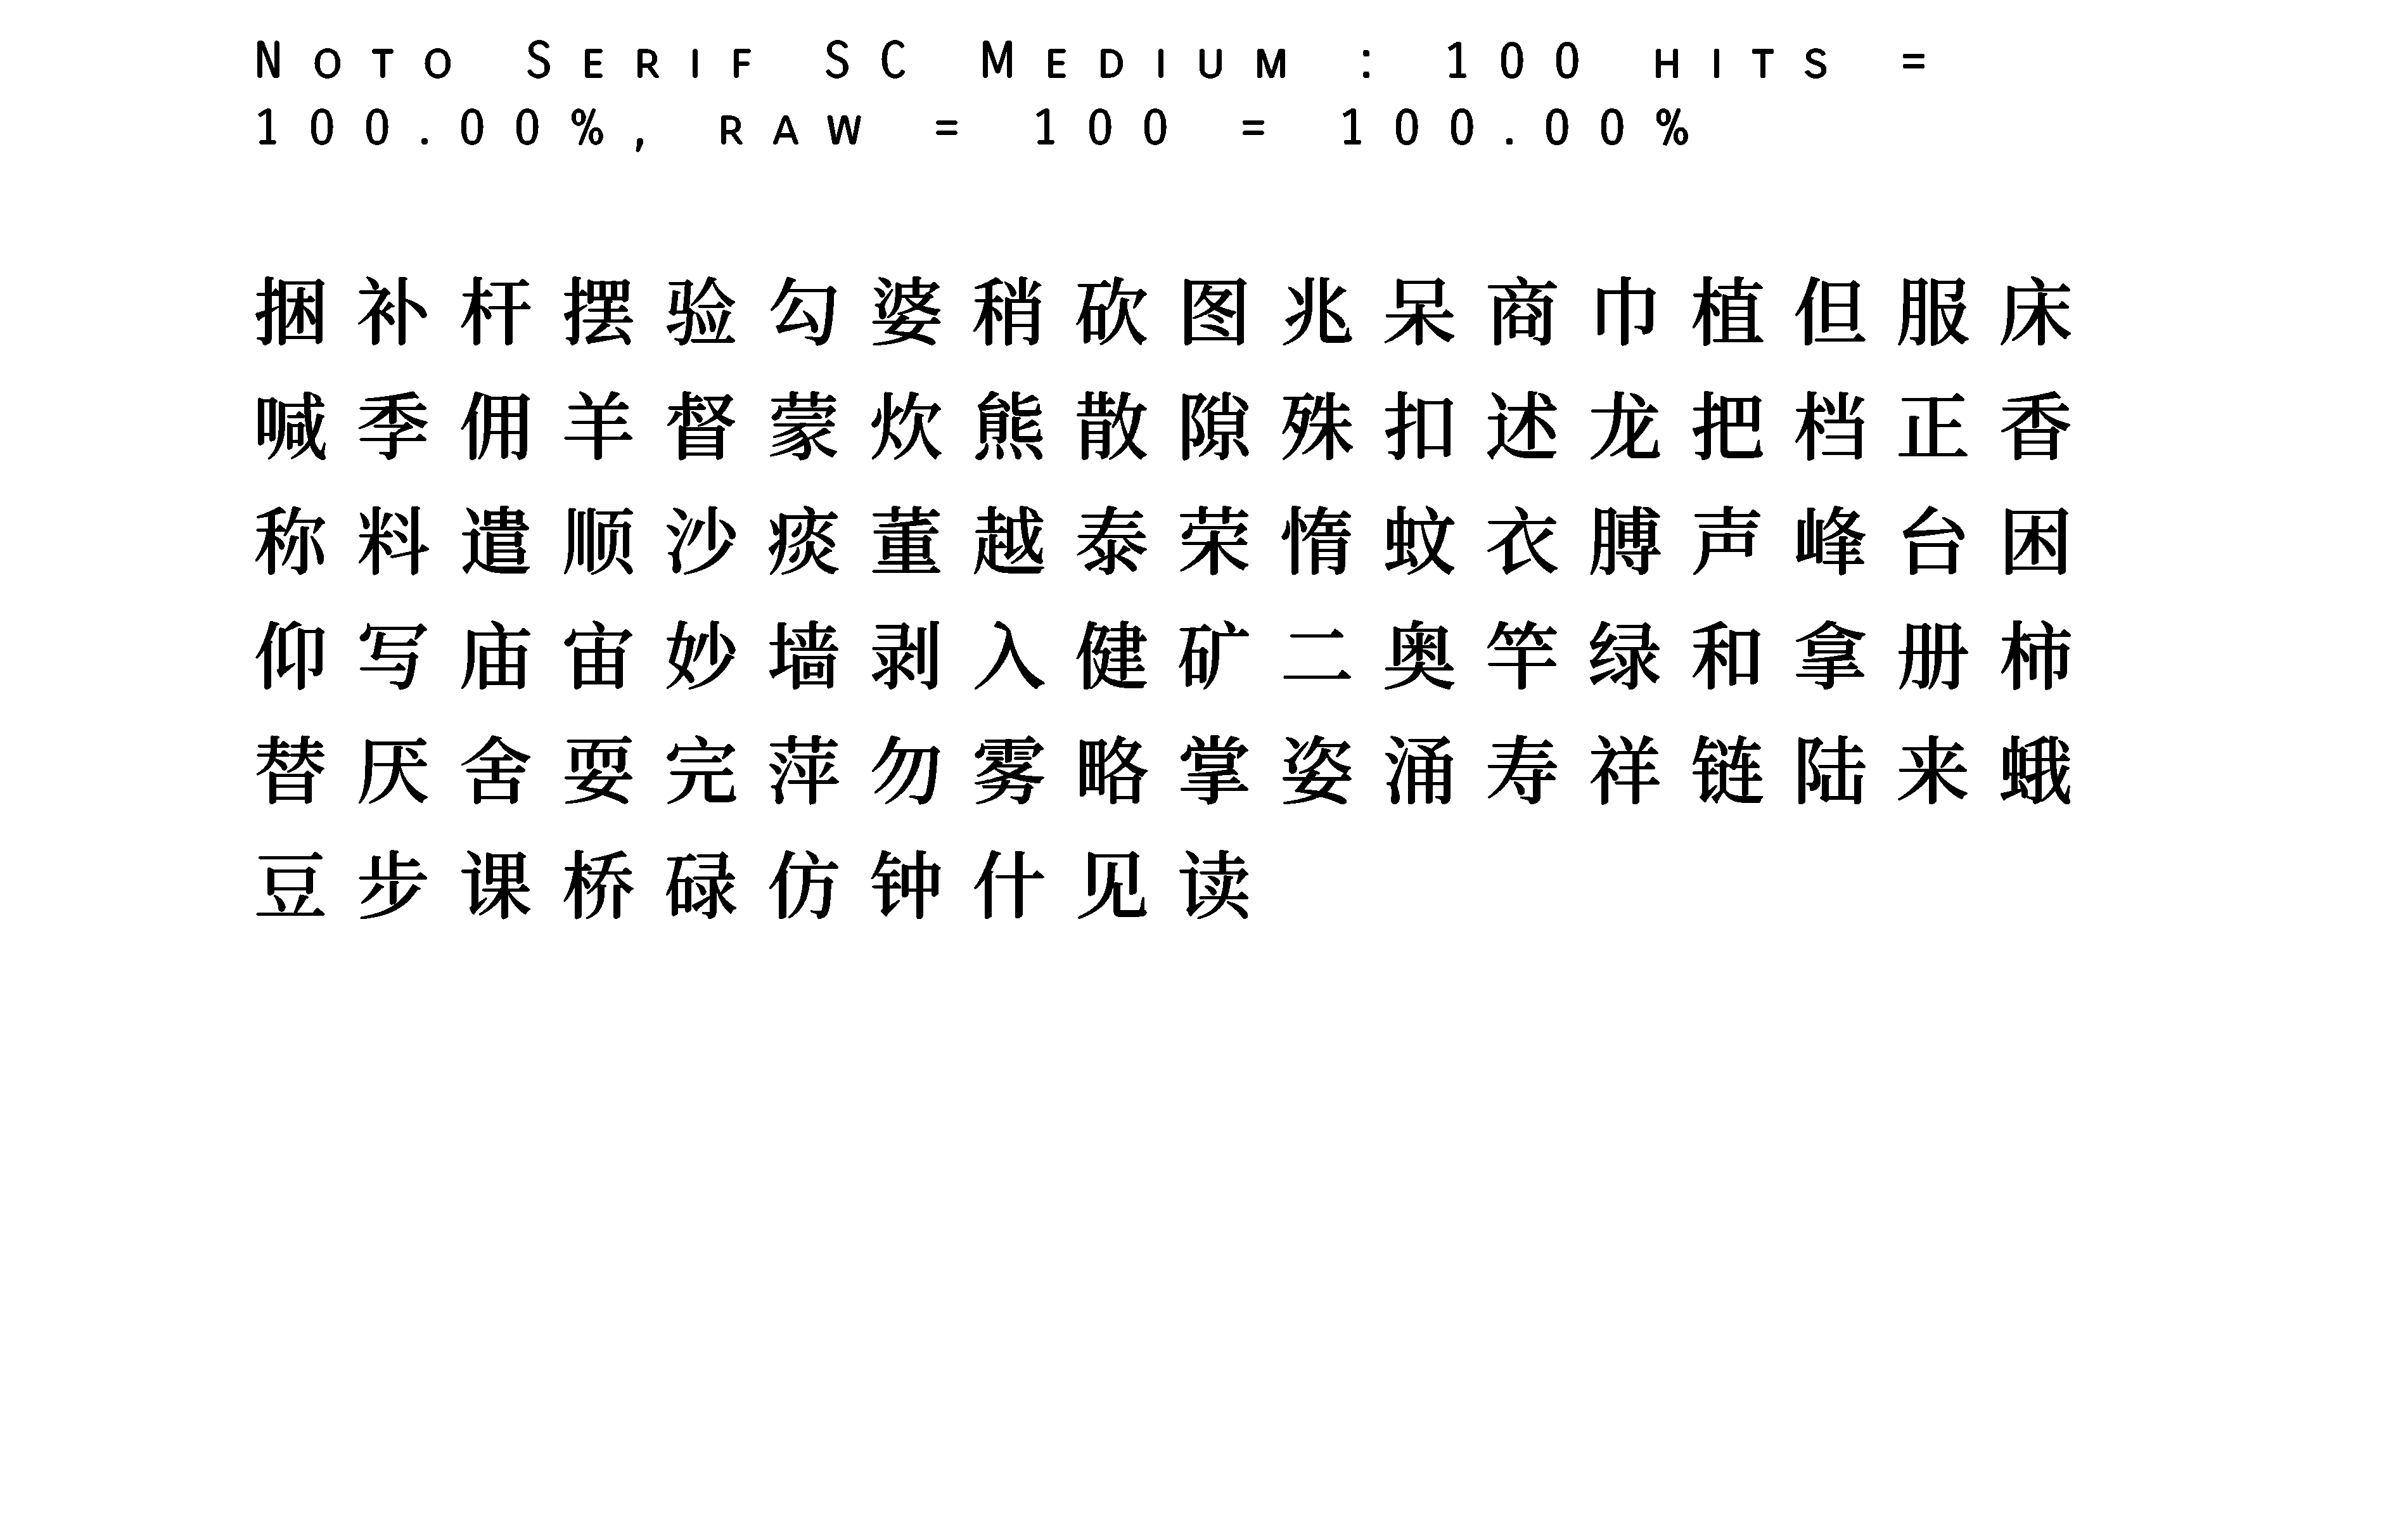 Noto Serif SC Medium : 100 hits =
100.00%, raw = 100 = 100.00%
捆补杆摆验勾婆稍砍图兆呆商巾植但服床
喊季佣羊督蒙炊熊散隙殊扣述龙把档正香
称料遣顺沙痰董越泰荣惰蚊衣膊声峰台困
仰写庙宙妙墙剥入健矿二奥竿绿和拿册柿
替厌舍耍完萍勿雾略掌姿涌寿祥链陆来蛾
豆步课桥碌仿钟什见读